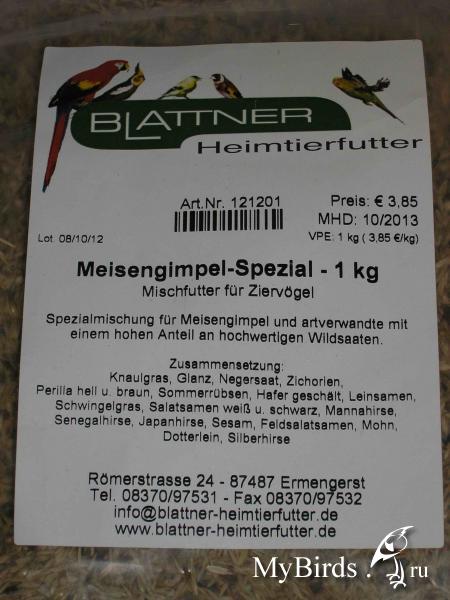 BLATTNER
Heimtierfutter
Art.Nr. 121201
Preis: € 3,85
MHD: 10/2013
Lot. 08/10/12
VPE: 1 kg ( 3,85 €/kg)
Meisengimpel-Spezial - 1 kg
Mischfutter für Ziervögel
Spezialmischung für Meisengimpel und artverwandte mit
einem hohen Anteil an hochwertigen Wildsaaten.
Zusammensetzung:
Knaulgras, Glanz, Negersaat, Zichorien,
Perilla hell u. braun, Sommerrübsen, Hafer geschält, Leinsamen,
Schwingelgras, Salatsamen weiß u. schwarz, Mannahirse,
Senegalhirse, Japanhirse, Sesam, Feldsalatsamen, Mohn,
Dotterlein, Silberhirse
Römerstrasse 24 - 87487 Ermengerst
Tel. 08370/97531 - Fax 08370/97532
info@blattner-heimtierfutter.de
www.blattner-heimtierfutter.de
MyBirds.ru